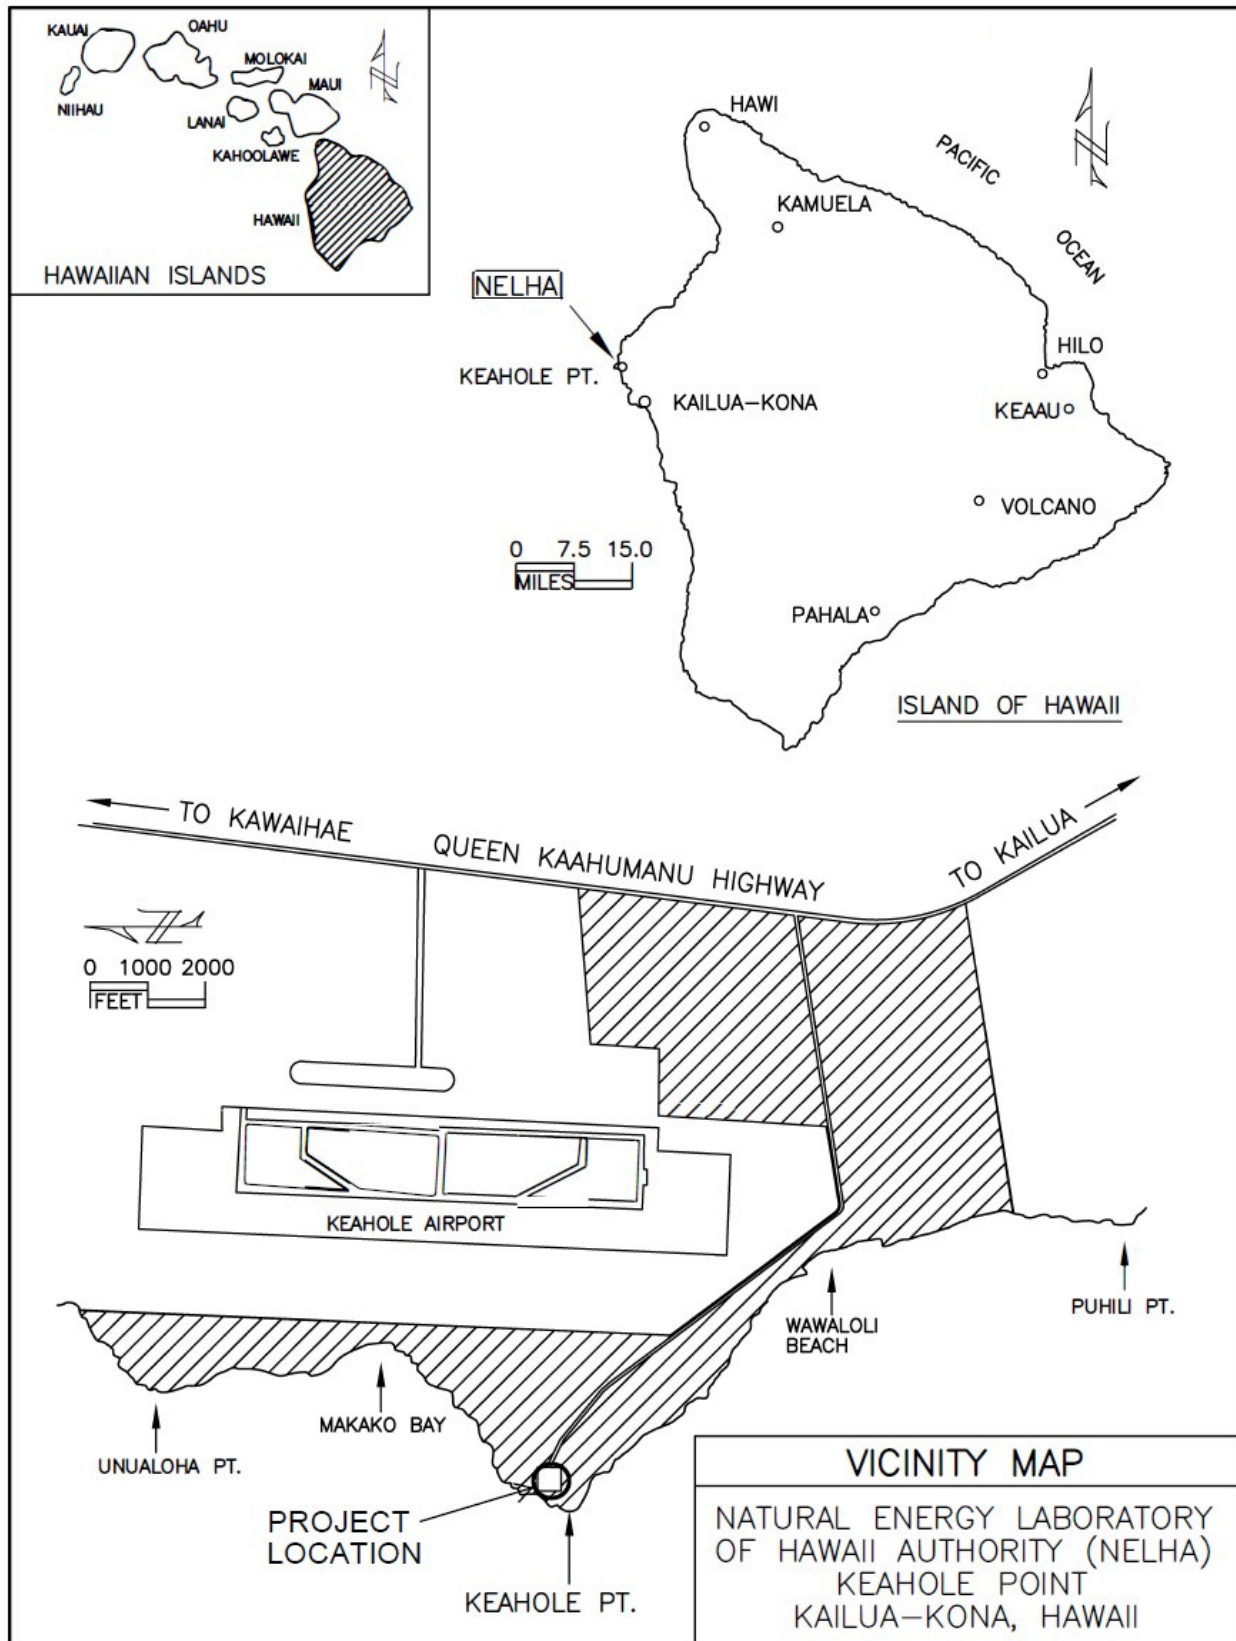 KAUAI
OAHU
MOLOKAI
MAUI
NIIHAU
LANAI
KAHOOLAWE
HAWAII
HAWAIIAN ISLANDS
HAWI
PACIFIC
OCEAN
KAMUELA
NELHA
KEAHOLE PT.
KAILUA-KONA
HILO
KEAAU
VOLCANO
0 7.5 15.0
MILES
PAHALA
ISLAND OF HAWAII
TO KAWAIHAE
QUEEN KAAHUMANU HIGHWAY
TO KAILUA
0 1000 2000
FEET
KEAHOLE AIRPORT
WAWALOLI
BEACH
PUHILI PT.
MAKAKO BAY
UNUALOHA PT.
PROJECT
LOCATION
KEAHOLE PT.
VICINITY MAP
NATURAL ENERGY LABORATORY
OF HAWAII AUTHORITY (NELHA)
KEAHOLE POINT
KAILUA-KONA, HAWAII